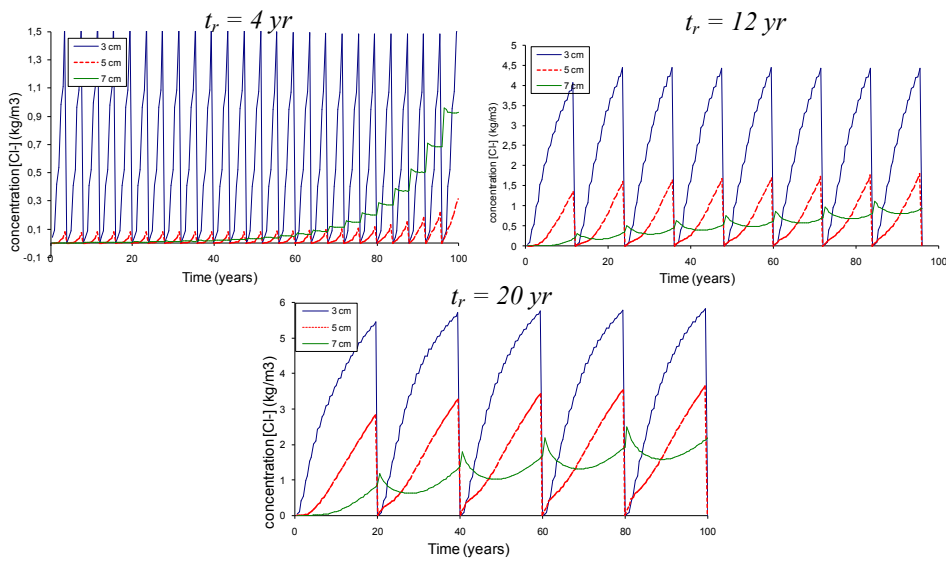 t_r = 4 yr
concentration [Cl-] (kg/m3)
1,5
1,3
1,1
0,9
0,7
0,5
0,3
0,1
-0,1
3 cm
5 cm
7 cm
0 20 40 60 80 100
Time (years)
t_r = 12 yr
concentration [Cl-] (kg/m3)
5
4,5
4
3,5
3
2,5
2
1,5
1
0,5
0
3 cm
5 cm
7 cm
0 20 40 60 80 100
Time (years)
t_r = 20 yr
concentration [Cl-] (kg/m3)
6
5
4
3
2
1
0
3 cm
5 cm
7 cm
0 20 40 60 80 100
Time (years)